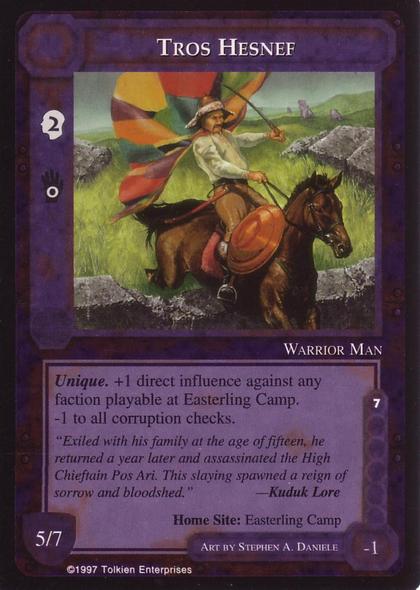 Tros Hesnef
2
0
Warrior Man
Unique. +1 direct influence against any
faction playable at Easterling Camp.
-1 to all corruption checks.
7
“Exiled with his family at the age of fifteen, he
returned a year later and assassinated the High
Chieftain Pos Ari. This slaying spawned a reign of
sorrow and bloodshed.” —Kuduk Lore
Home Site: Easterling Camp
5/7
Art by Stephen A. Daniele
-1
©1997 Tolkien Enterprises